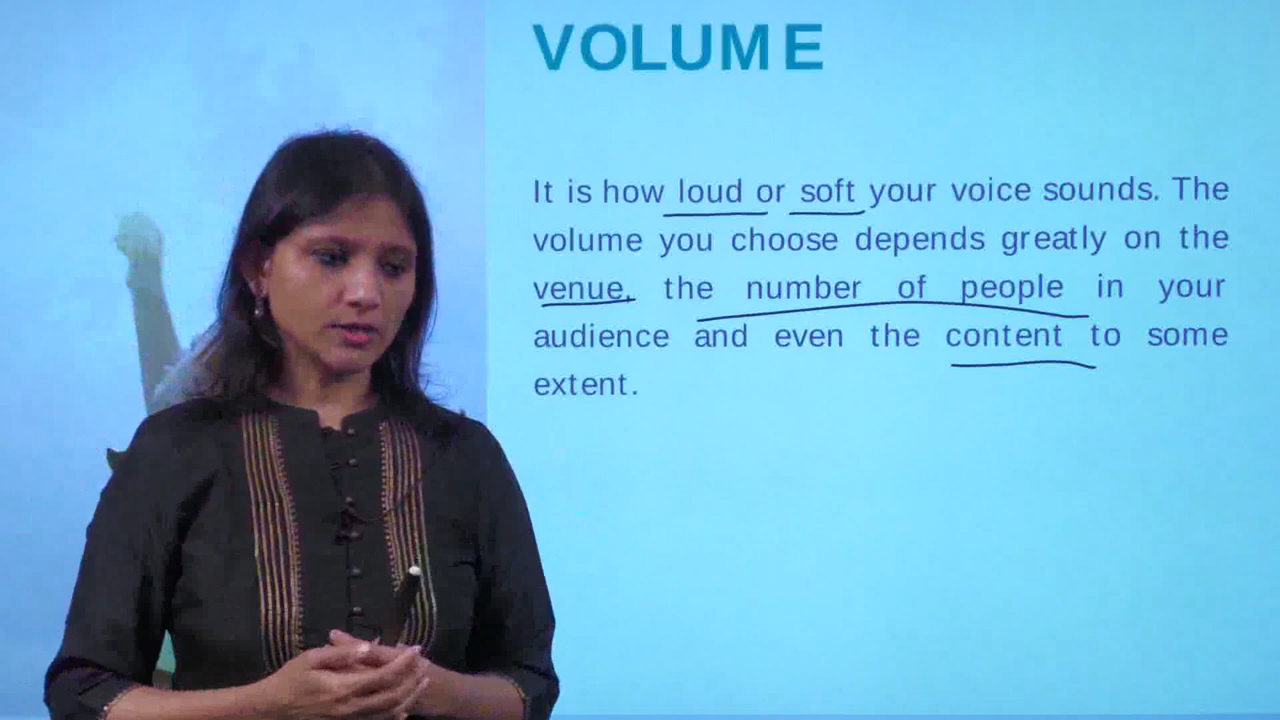 VOLUME
It is how loud or soft your voice sounds. The
volume you choose depends greatly on the
venue, the number of people in your
audience and even the content to some
extent.